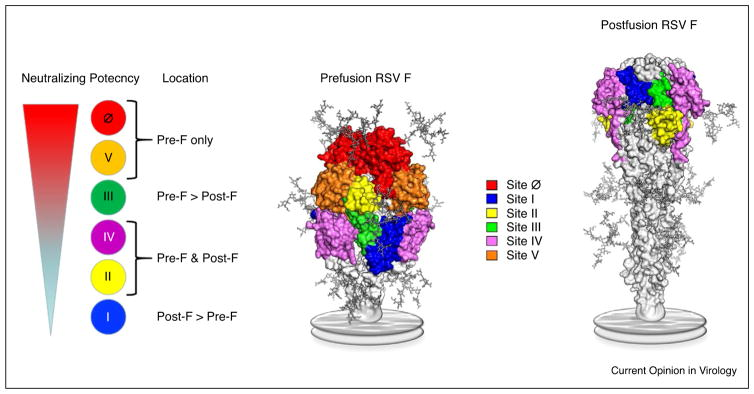 Neutralizing Potecncy
Location
Ø
V
Pre-F only
III
Pre-F > Post-F
IV
II
Pre-F & Post-F
I
Post-F > Pre-F
Prefusion RSV F
Site Ø
Site I
Site II
Site III
Site IV
Site V
Postfusion RSV F
Current Opinion in Virology